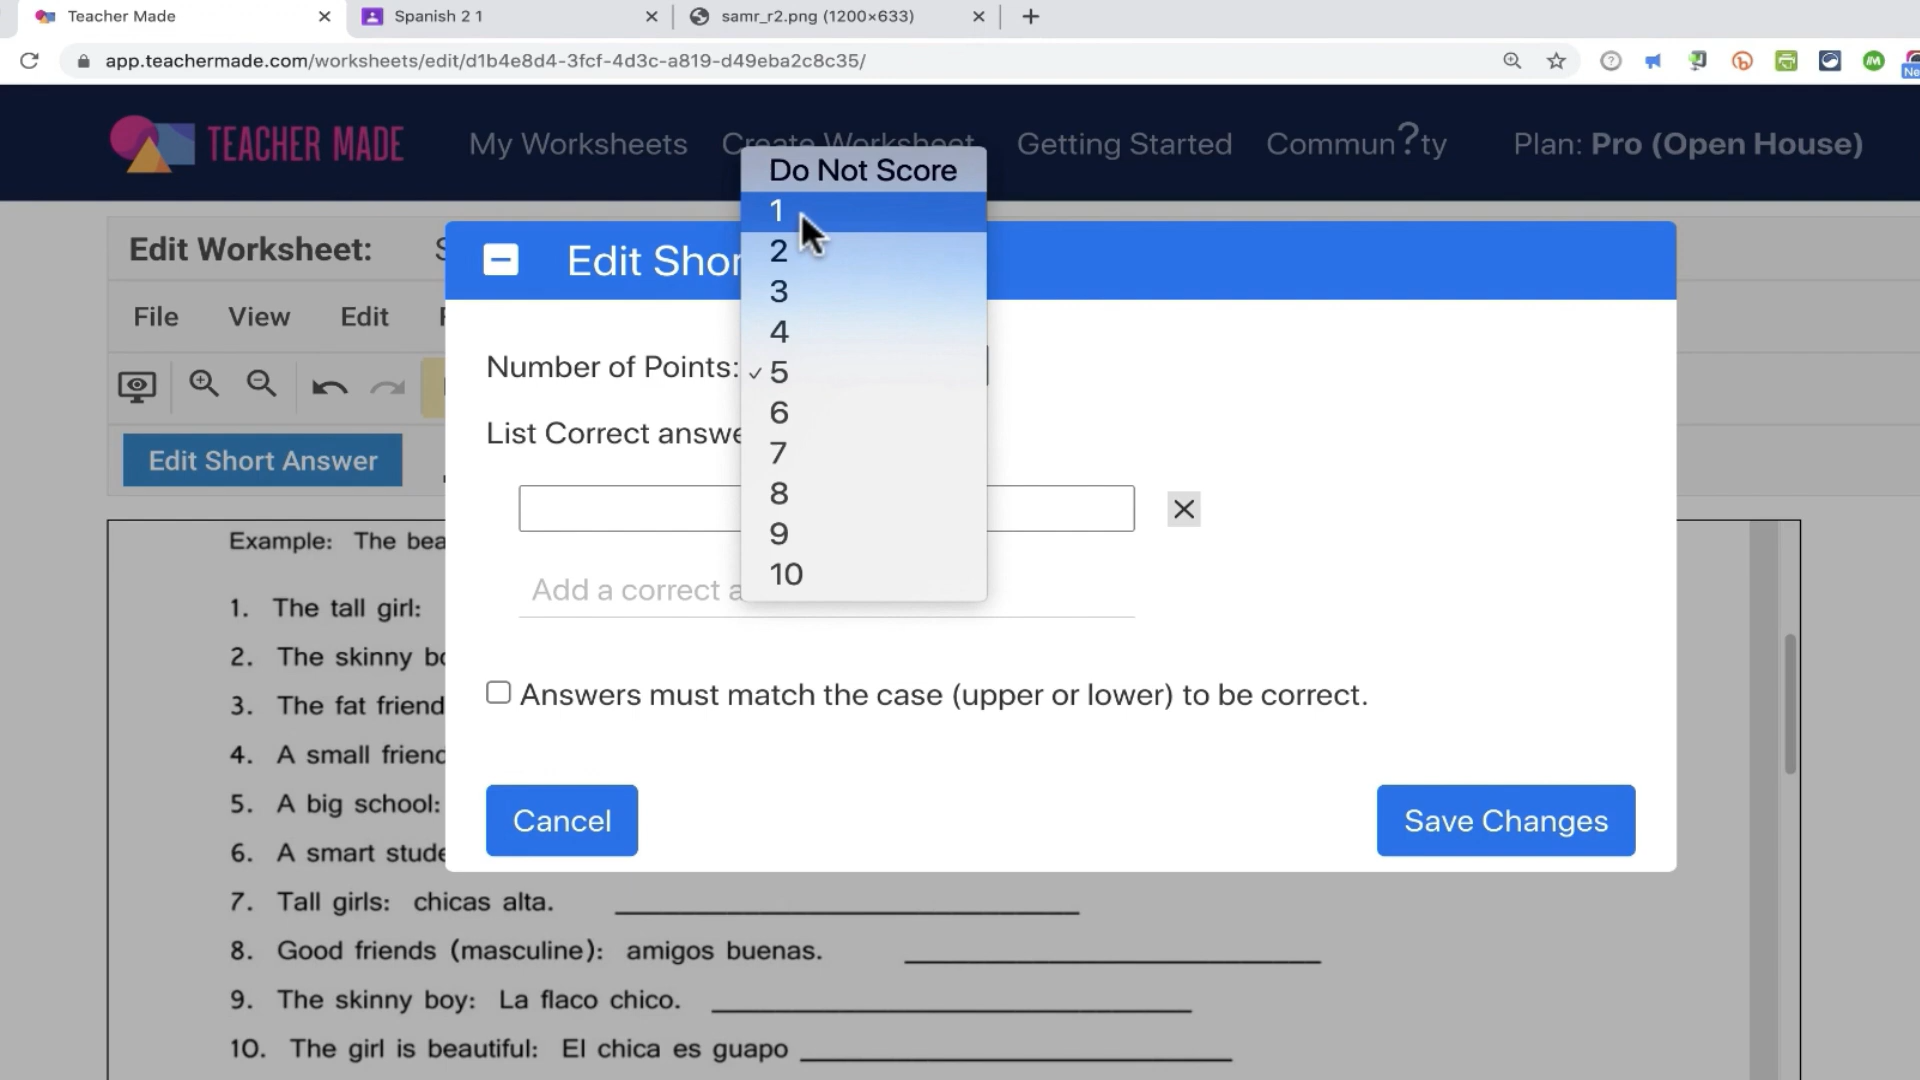 Teacher Made
Spanish 2 1
samr_r2.png (1200×633)
app.teachermade.com/worksheets/edit/d1b4e8d4-3fcf-4d3c-a819-d49eba2c8c35/
TEACHER MADE
My Worksheets
Create Worksheet
Getting Started
Commun?ty
Plan: Pro (Open House)
Do Not Score
1
2
3
4
✓ 5
6
7
8
9
10
Edit Worksheet: S
Edit Shor
File
View
Edit
Number of Points:
List Correct answe
Edit Short Answer
Add a correct a
Answers must match the case (upper or lower) to be correct.
Cancel
Save Changes
Example: The bea
1. The tall girl:
2. The skinny bo
3. The fat friend
4. A small friend
5. A big school:
6. A smart stude
7. Tall girls: chicas alta.
8. Good friends (masculine): amigos buenas.
9. The skinny boy: La flaco chico.
10. The girl is beautiful: El chica es guapo